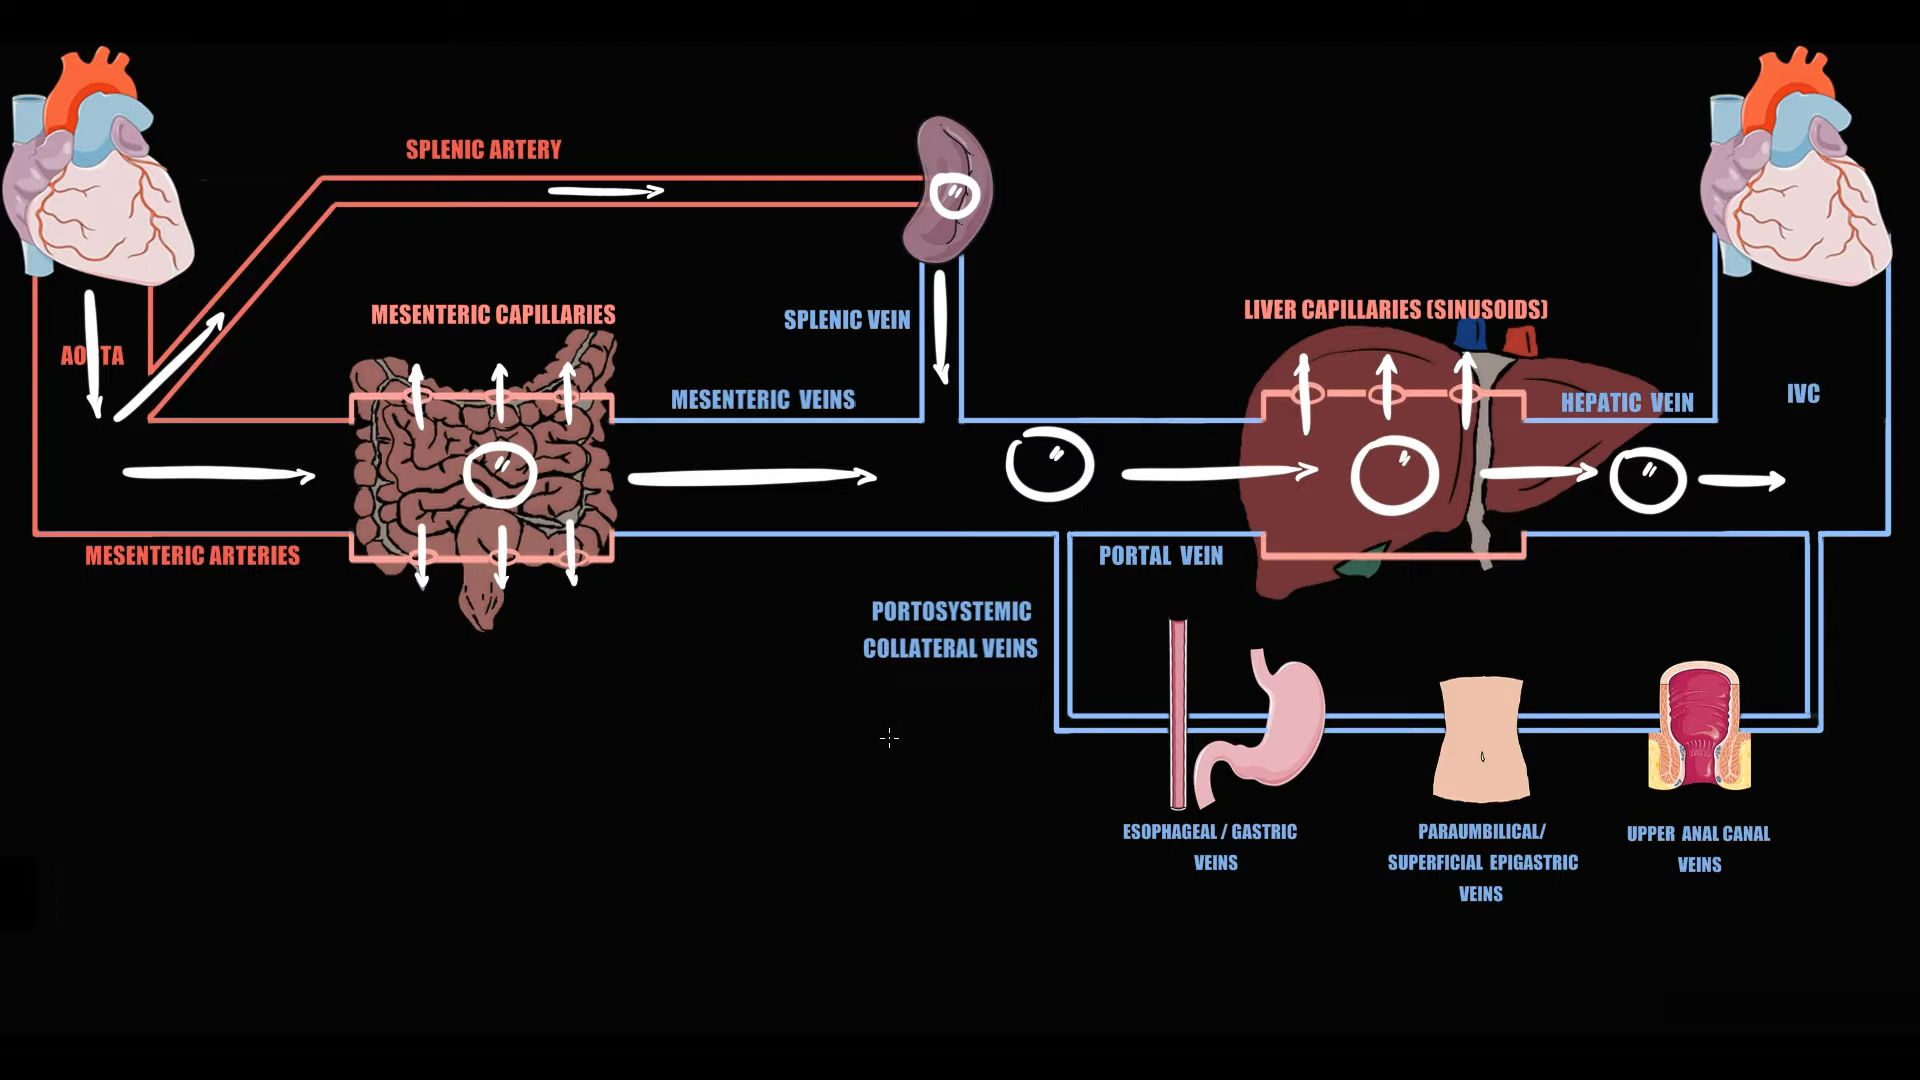 SPLENIC ARTERY
MESENTERIC CAPILLARIES
LIVER CAPILLARIES (SINUSOIDS)
SPLENIC VEIN
AORTA
MESENTERIC VEINS
HEPATIC VEIN
IVC
MESENTERIC ARTERIES
PORTAL VEIN
PORTOSYSTEMIC
COLLATERAL VEINS
ESOPHAGEAL / GASTRIC
VEINS
PARAUMBILICAL/
SUPERFICIAL EPIGASTRIC
VEINS
UPPER ANAL CANAL
VEINS